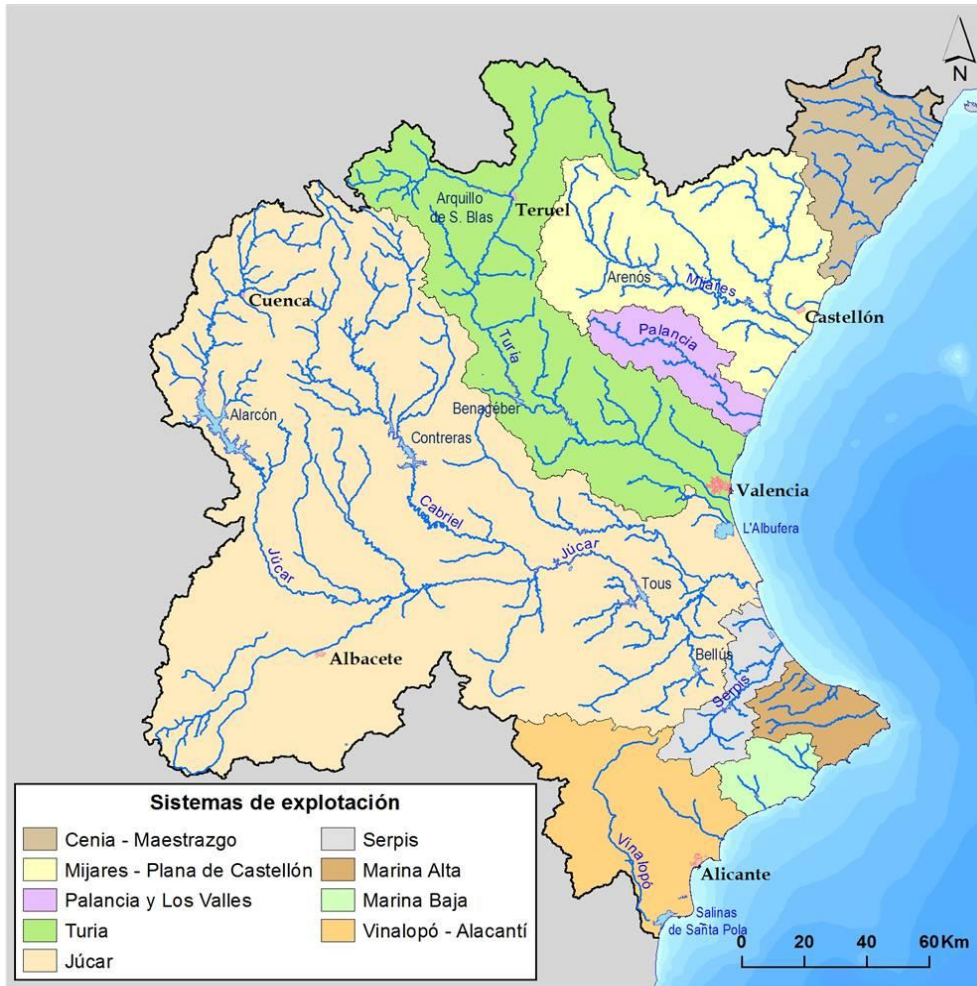 N
Arquillo
de S. Blas
Teruel
Cuenca
Arenós
Mijares
Castellón
Palancia
Turia
Alarcón
Benagéber
Contreras
Valencia
L'Albufera
Cabriel
Júcar
Júcar
Tous
Albacete
Bellús
Serpis
Vinalopó
Alicante
Salinas
de Santa Pola
0 20 40 60 Km
Sistemas de explotación
Cenia - Maestrazgo
Mijares - Plana de Castellón
Palancia y Los Valles
Turia
Júcar
Serpis
Marina Alta
Marina Baja
Vinalopó - Alacantí